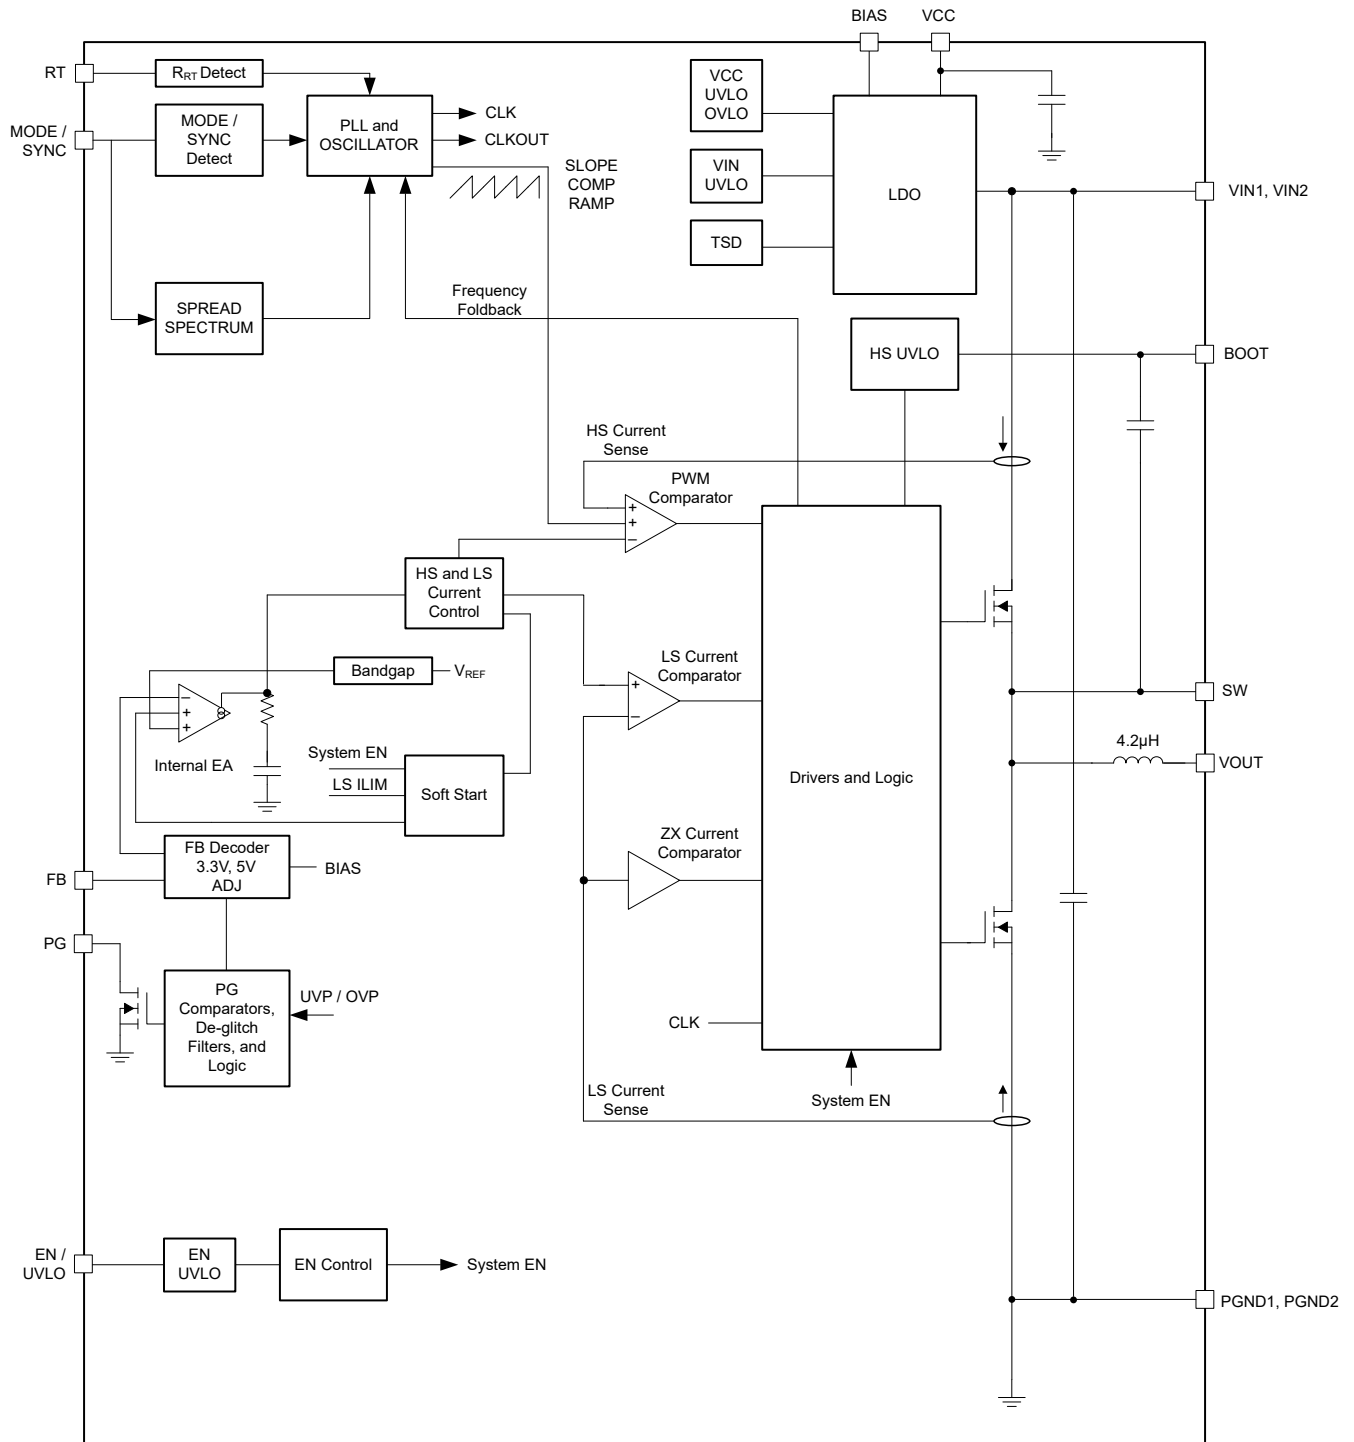 BIAS
VCC
RT
R_RT Detect
MODE /
SYNC
MODE /
SYNC
Detect
PLL and
OSCILLATOR
CLK
CLKOUT
SLOPE
COMP
RAMP
VCC
UVLO
OVLO
VIN
UVLO
TSD
LDO
VIN1, VIN2
SPREAD
SPECTRUM
Frequency
Foldback
HS UVLO
BOOT
HS Current
Sense
PWM
Comparator
+
+
−
HS and LS
Current
Control
Bandgap
V_REF
LS Current
Comparator
+
−
−
+
+
Internal EA
System EN
LS ILIM
Soft Start
Drivers and Logic
SW
4.2µH
VOUT
FB Decoder
3.3V, 5V
ADJ
BIAS
FB
ZX Current
Comparator
PG
PG
Comparators,
De-glitch
Filters, and
Logic
UVP / OVP
CLK
LS Current
Sense
System EN
EN /
UVLO
EN
UVLO
EN Control
System EN
PGND1, PGND2